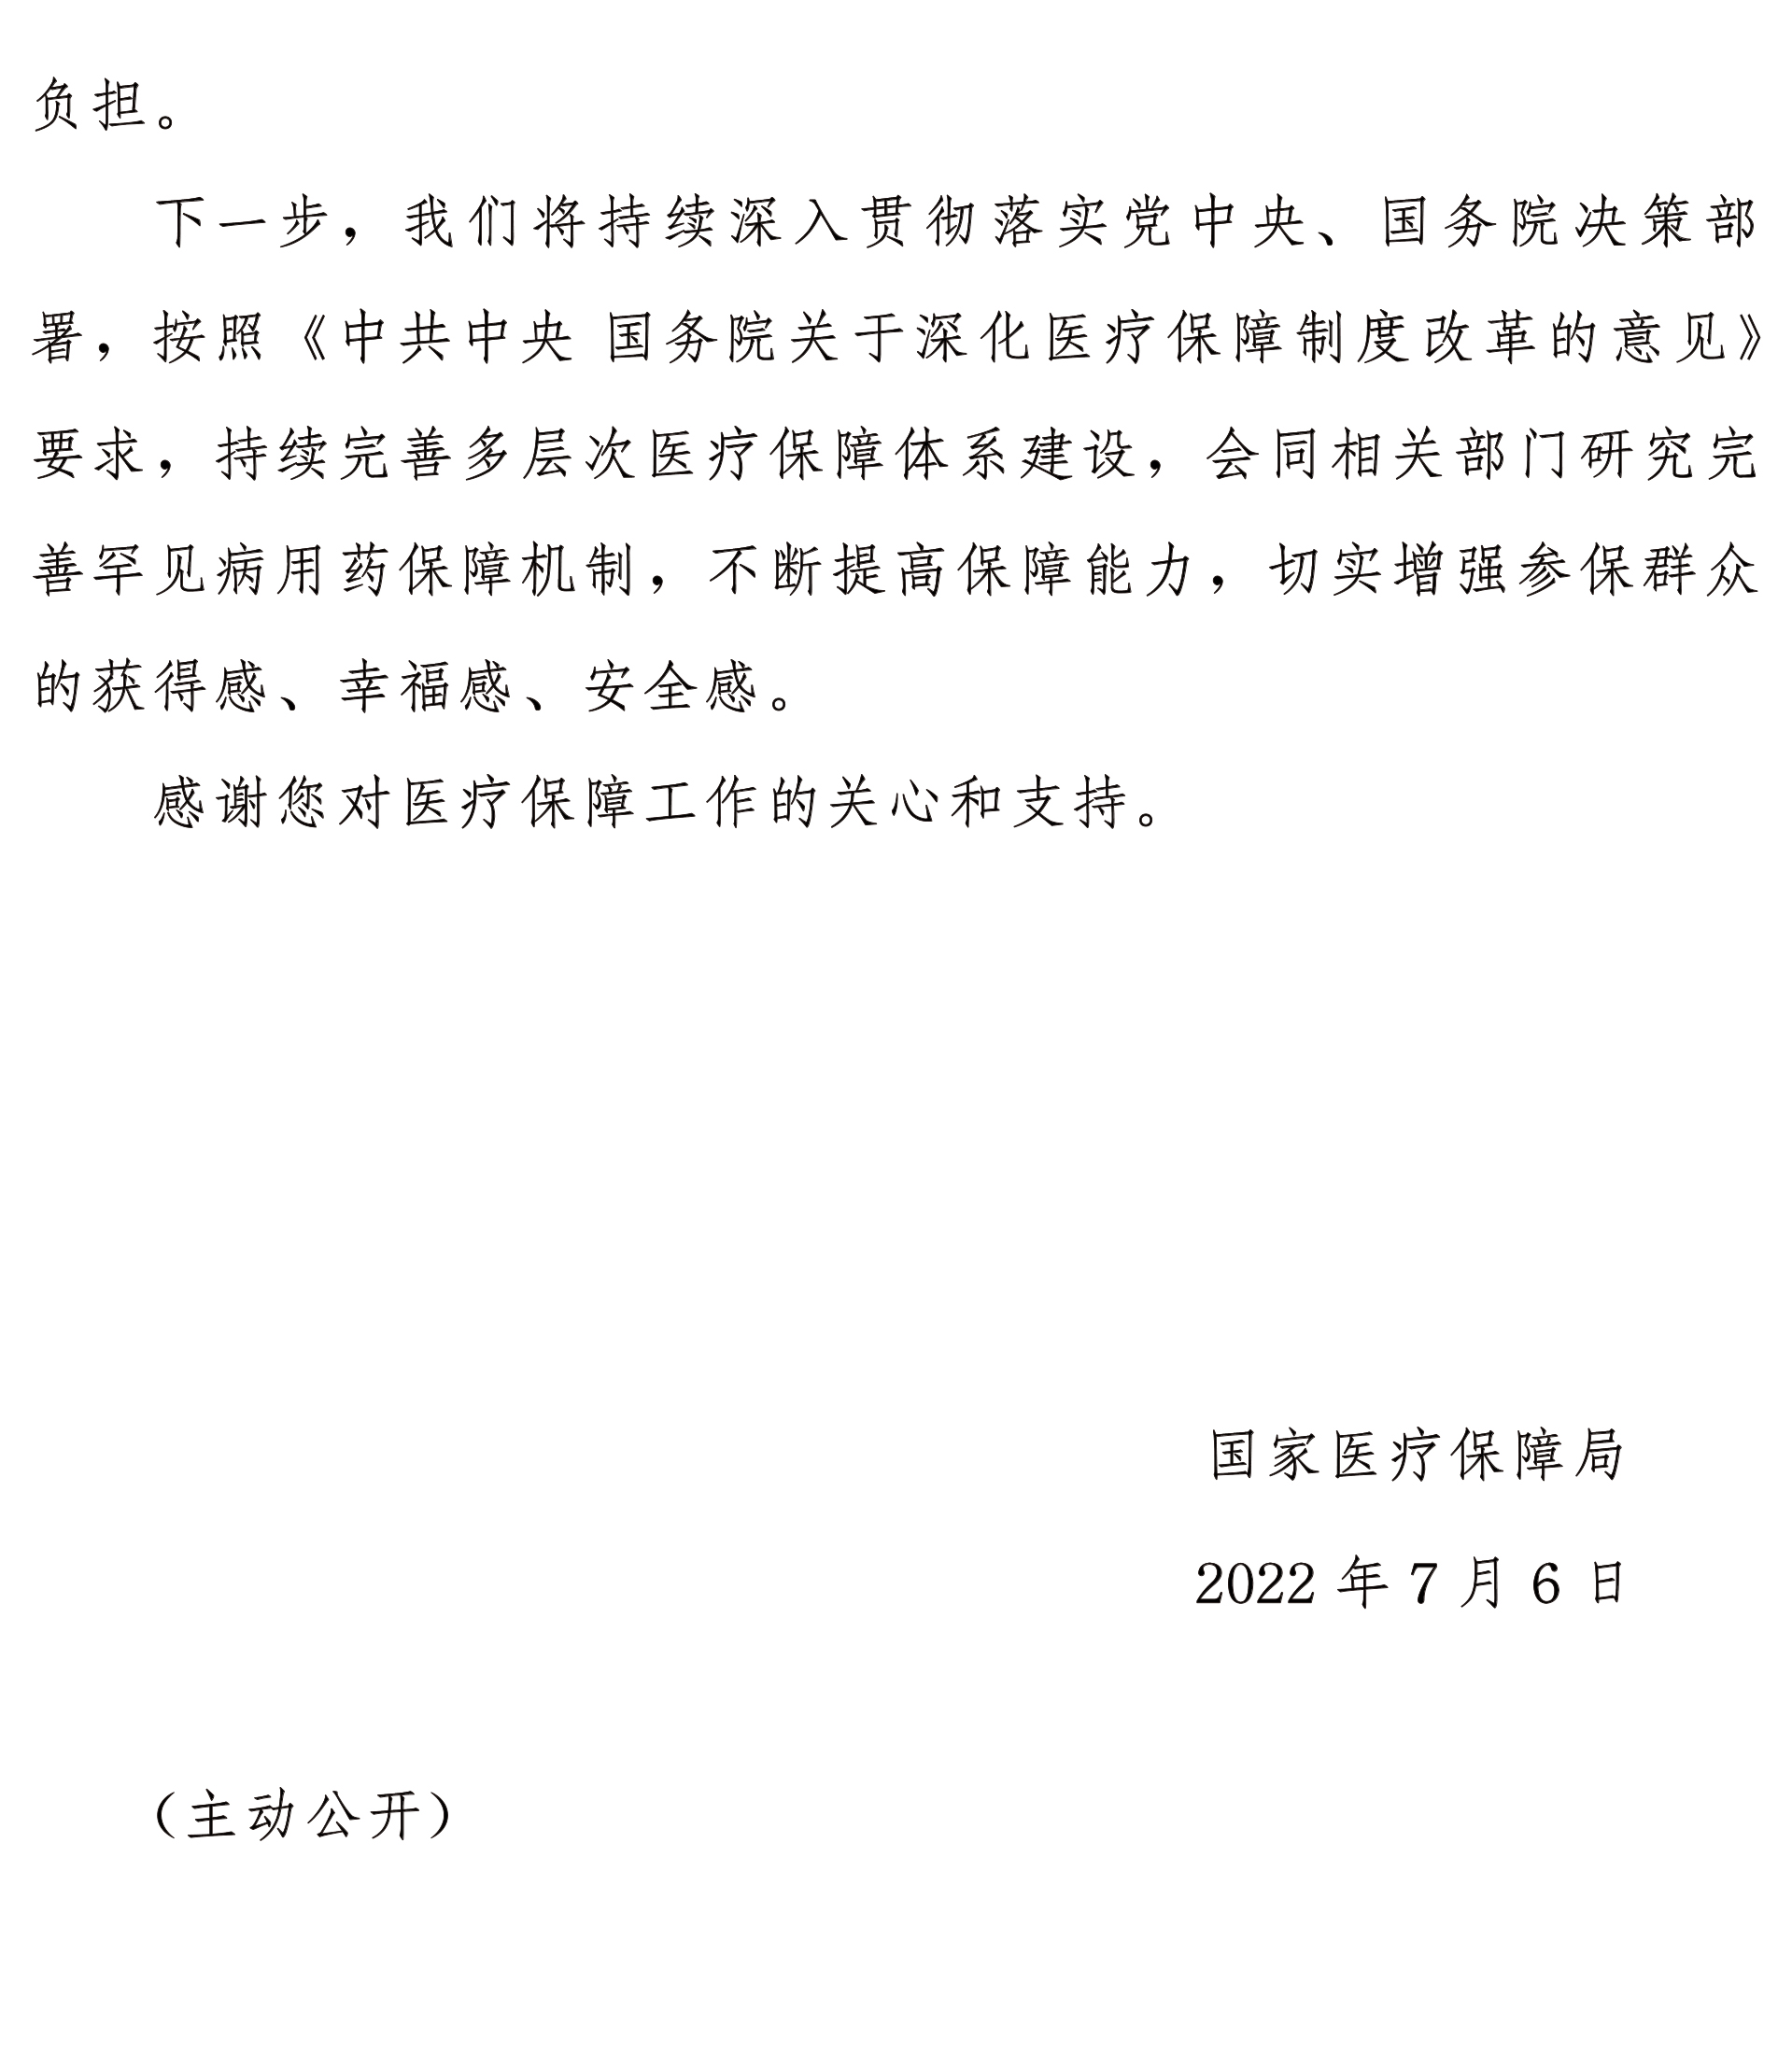 负担。
下一步，我们将持续深入贯彻落实党中央、国务院决策部
署，按照《中共中央 国务院关于深化医疗保障制度改革的意见》
要求，持续完善多层次医疗保障体系建设，会同相关部门研究完
善罕见病用药保障机制，不断提高保障能力，切实增强参保群众
的获得感、幸福感、安全感。
感谢您对医疗保障工作的关心和支持。
国家医疗保障局
2022 年 7 月 6 日
（主动公开）